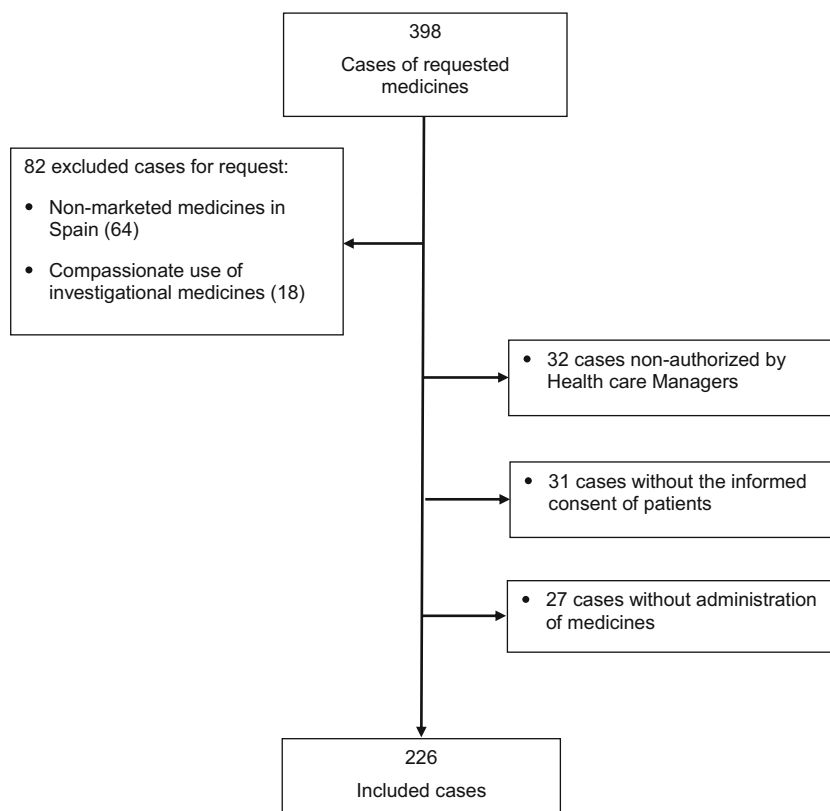 398
Cases of requested
medicines
82 excluded cases for request:
• Non-marketed medicines in
Spain (64)
• Compassionate use of
investigational medicines (18)
• 32 cases non-authorized by
Health care Managers
• 31 cases without the informed
consent of patients
• 27 cases without administration
of medicines
226
Included cases